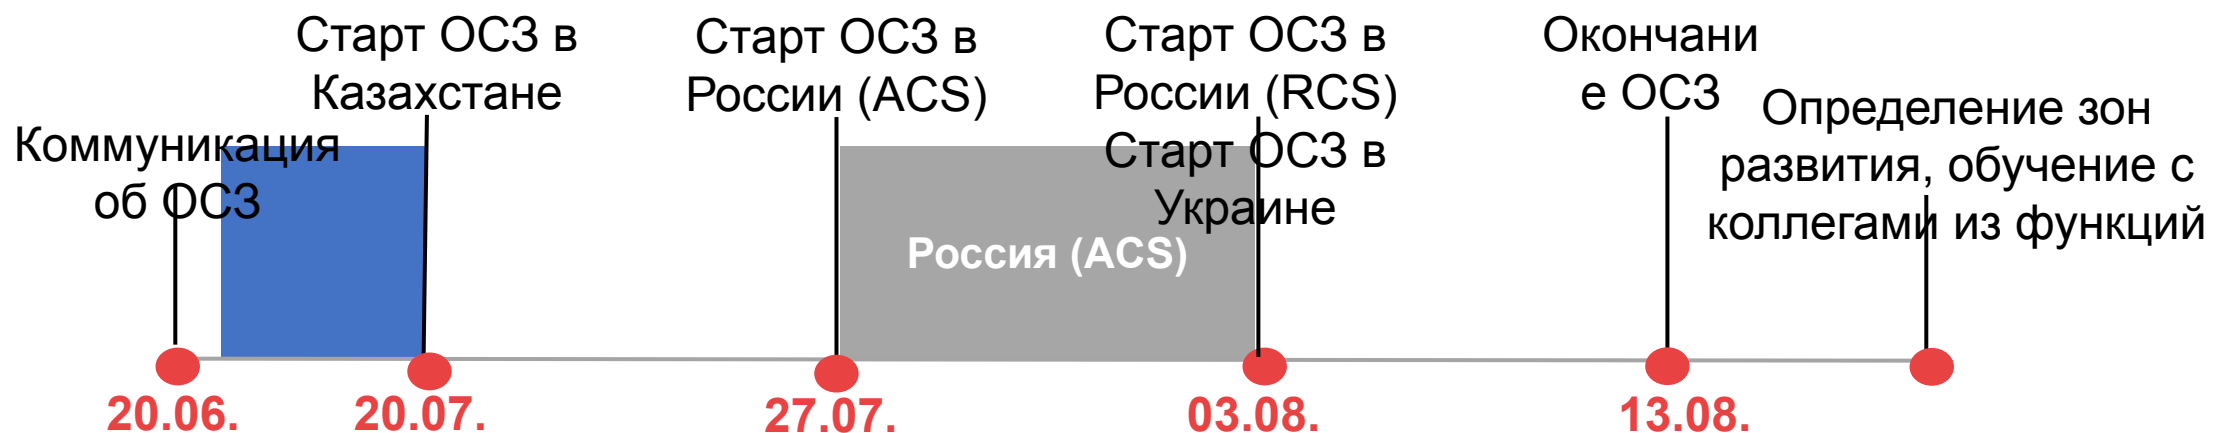 Коммуникация
об ОСЗ
Старт ОСЗ в
Казахстане
Старт ОСЗ в
России (ACS)
Старт ОСЗ в
России (RCS)
Старт ОСЗ в
Украине
Окончани
е ОСЗ
Определение зон
развития, обучение с
коллегами из функций
Россия (ACS)
20.06.
20.07.
27.07.
03.08.
13.08.